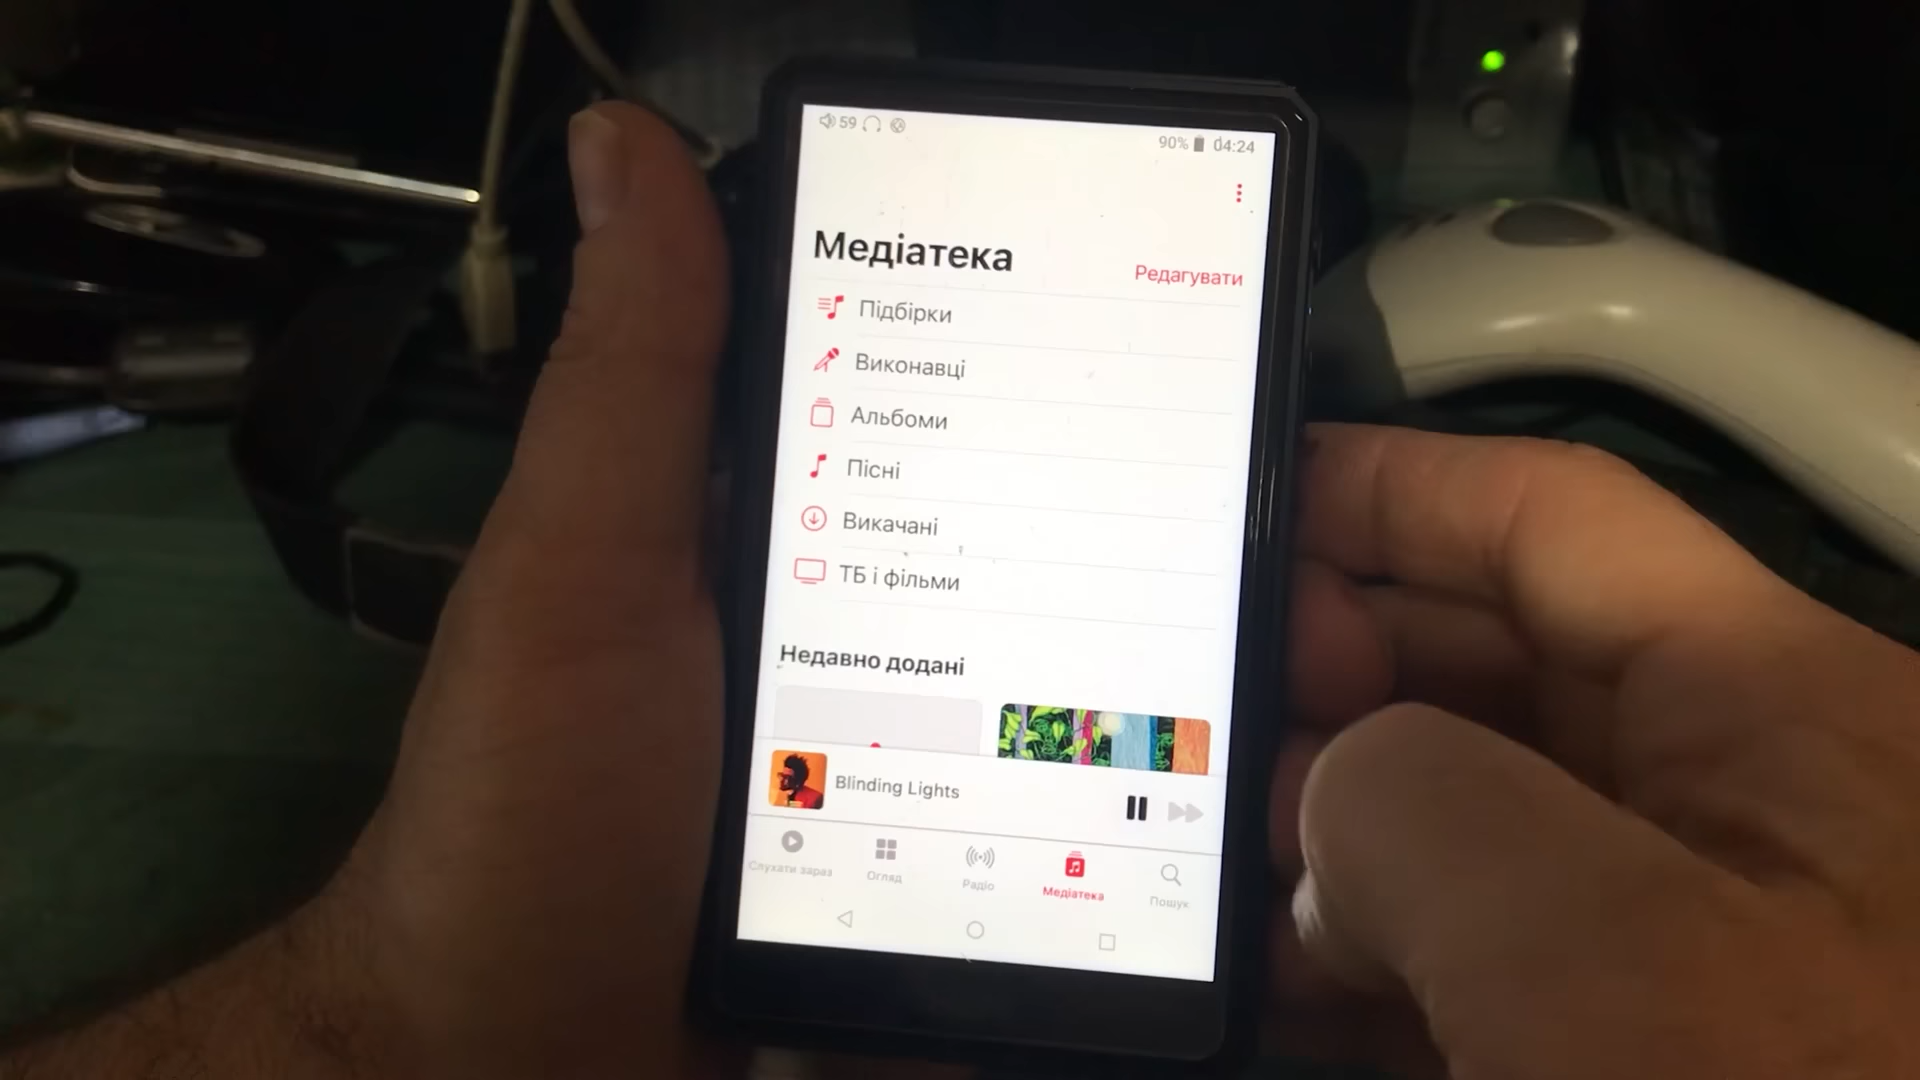 59
90% 04:24
Медіатека
Редагувати
Підбірки
Виконавці
Альбоми
Пісні
Викачані
ТБ і фільми
Недавно додані
Blinding Lights
Слухати зараз
Огляд
Радіо
Медіатека
Пошук